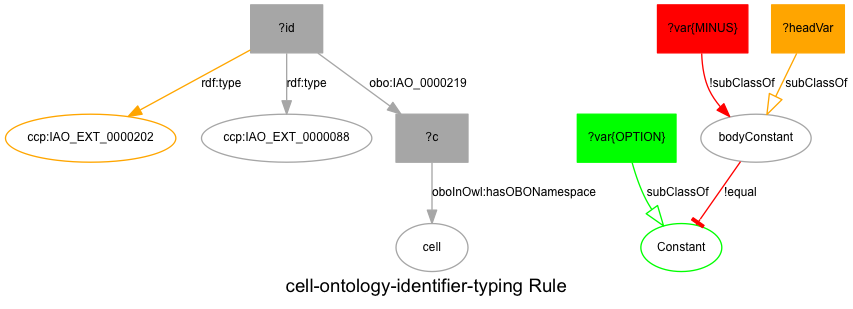 ?id
?var{MINUS}
?headVar
rdf:type
rdf:type
obo:IAO_0000219
!subClassOf
subClassOf
ccp:IAO_EXT_0000202
ccp:IAO_EXT_0000088
?c
?var{OPTION}
bodyConstant
oboInOwl:hasOBONamespace
subClassOf
!equal
cell
Constant
cell-ontology-identifier-typing Rule